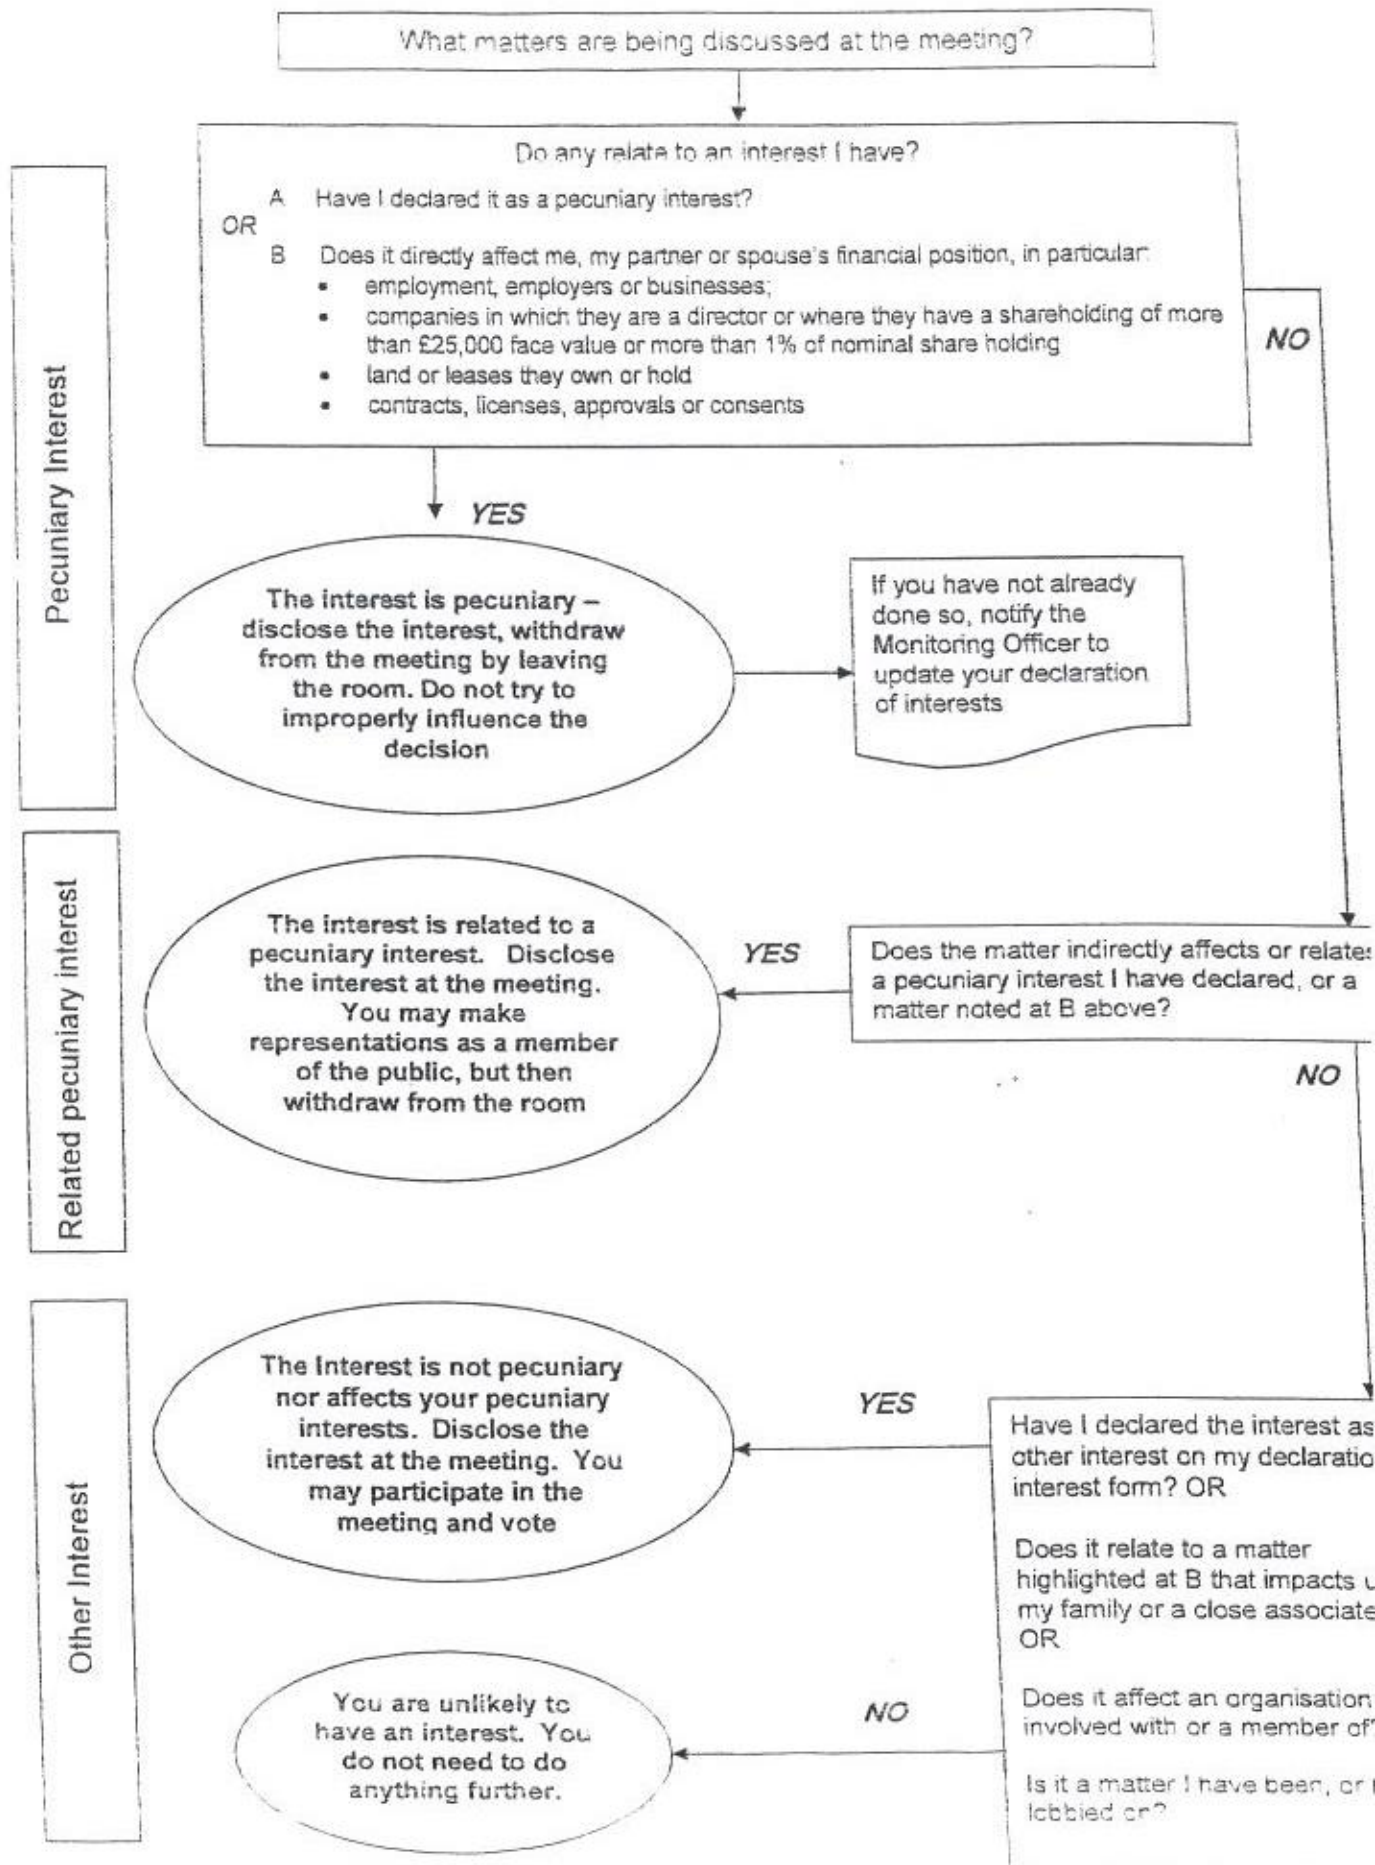 What matters are being discussed at the meeting?
Do any relate to an interest I have?
A Have I declared it as a pecuniary interest?
OR
B Does it directly affect me, my partner or spouse's financial position, in particular:
• employment, employers or businesses;
• companies in which they are a director or where they have a shareholding of more
than £25,000 face value or more than 1% of nominal share holding
• land or leases they own or hold
• contracts, licenses, approvals or consents
NO
Pecuniary Interest
YES
The interest is pecuniary –
disclose the interest, withdraw
from the meeting by leaving
the room. Do not try to
improperly influence the
decision
If you have not already
done so, notify the
Monitoring Officer to
update your declaration
of interests
Related pecuniary interest
The interest is related to a
pecuniary interest. Disclose
the interest at the meeting.
You may make
representations as a member
of the public, but then
withdraw from the room
YES
Does the matter indirectly affects or relates
a pecuniary interest I have declared, or a
matter noted at B above?
NO
Other Interest
The Interest is not pecuniary
nor affects your pecuniary
interests. Disclose the
interest at the meeting. You
may participate in the
meeting and vote
YES
Have I declared the interest as
other interest on my declaratio
interest form? OR
Does it relate to a matter
highlighted at B that impacts
my family or a close associate
OR
Does it affect an organisation
involved with or a member of?
Is it a matter I have been, or
lobbied on?
NO
You are unlikely to
have an interest. You
do not need to do
anything further.